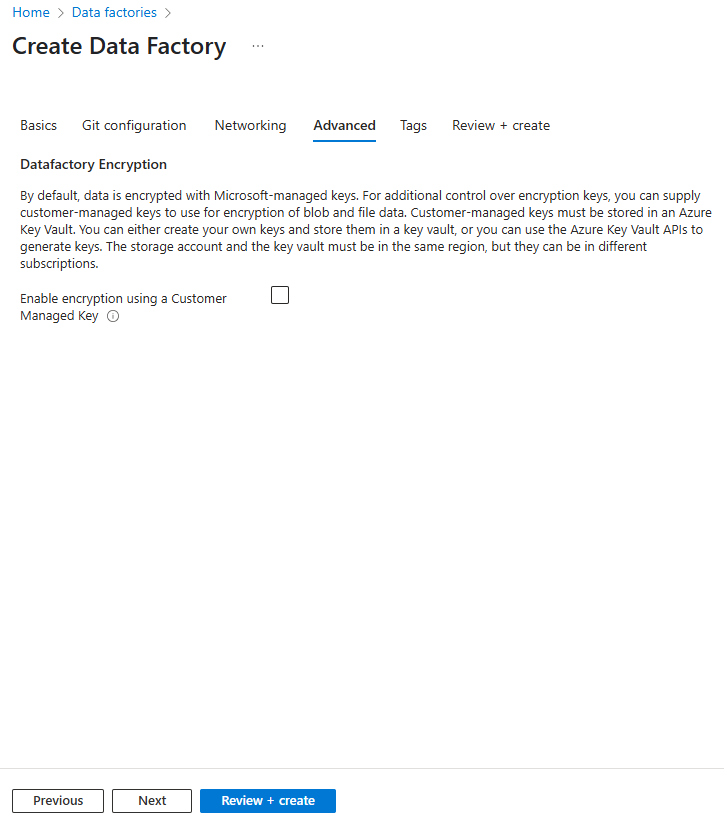 Home > Data factories >
Create Data Factory ...
Basics Git configuration Networking Advanced Tags Review + create
Datafactory Encryption
By default, data is encrypted with Microsoft-managed keys. For additional control over encryption keys, you can supply
customer-managed keys to use for encryption of blob and file data. Customer-managed keys must be stored in an Azure
Key Vault. You can either create your own keys and store them in a key vault, or you can use the Azure Key Vault APIs to
generate keys. The storage account and the key vault must be in the same region, but they can be in different
subscriptions.
Enable encryption using a Customer
Managed Key
Previous Next Review + create